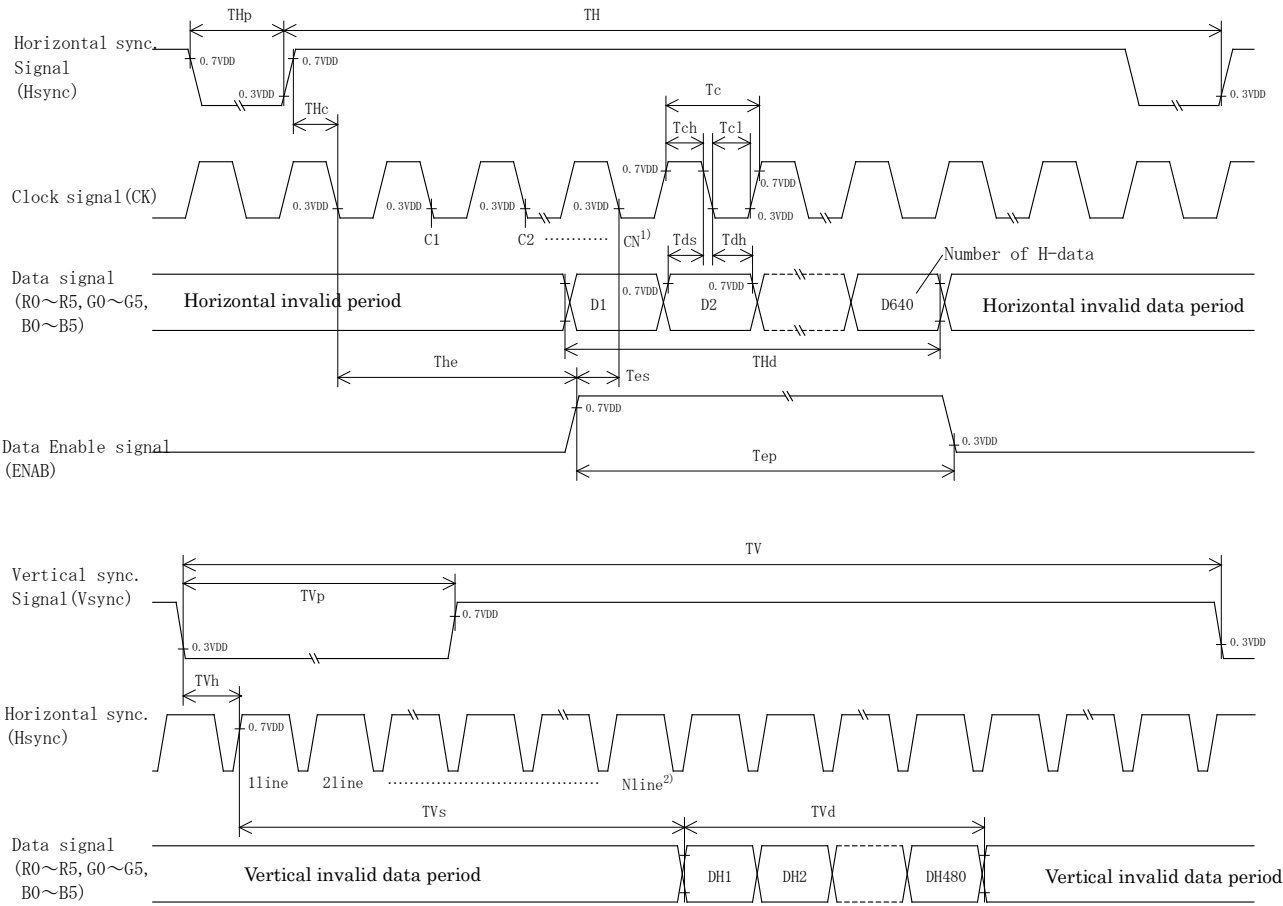 THp TH
Horizontal sync.
Signal
(Hsync)
0.7VDD 0.3VDD 0.7VDD 0.3VDD
THc Tc
Tch Tcl
Clock signal(CK)
0.3VDD 0.3VDD 0.3VDD 0.3VDD 0.7VDD 0.7VDD 0.3VDD
C1 C2 ············ CN1)
Tds Tdh
Number of H-data
Data signal
(R0～R5,G0～G5,
B0～B5)
Horizontal invalid period D1 0.7VDD D2 0.7VDD D640 Horizontal invalid data period
THd
The Tes
0.7VDD
Data Enable signal
(ENAB)
0.3VDD
Tep
TV
Vertical sync.
Signal(Vsync)
TVp
0.3VDD 0.7VDD 0.3VDD
TVh
Horizontal sync.
(Hsync)
0.7VDD
1line 2line ································· Nline2)
TVs TVd
Data signal
(R0～R5,G0～G5,
B0～B5)
Vertical invalid data period DH1 DH2 DH480 Vertical invalid data period